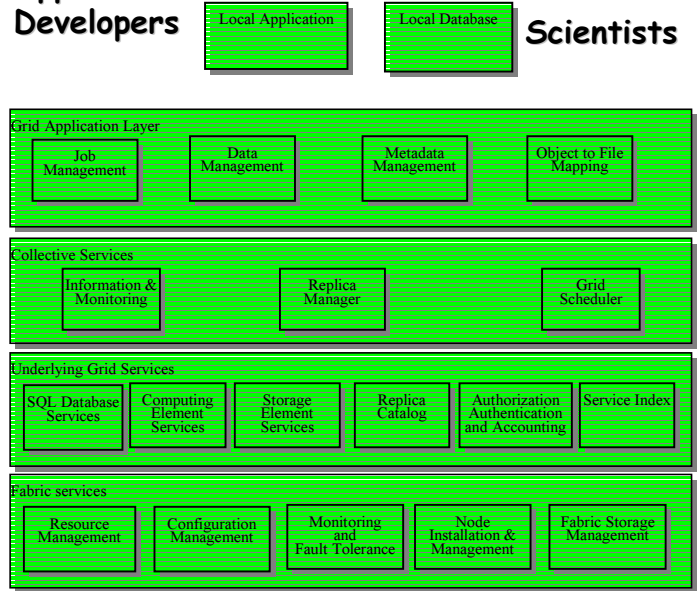 Developers
Local Application
Local Database
Scientists
Grid Application Layer
Job
Management
Data
Management
Metadata
Management
Object to File
Mapping
Collective Services
Information &
Monitoring
Replica
Manager
Grid
Scheduler
Underlying Grid Services
SQL Database
Services
Computing
Element
Services
Storage
Element
Services
Replica
Catalog
Authorization
Authentication
and Accounting
Service Index
Fabric services
Resource
Management
Configuration
Management
Monitoring
and
Fault Tolerance
Node
Installation &
Management
Fabric Storage
Management